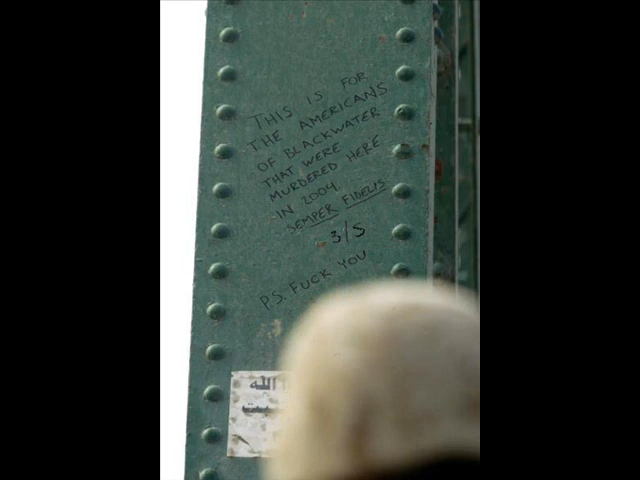 THIS IS FOR
THE AMERICANS
OF BLACKWATER
THAT WERE
MURDERED HERE
IN 2004
SEMPER FIDELIS
3/5
P.S. FUCK YOU
الله